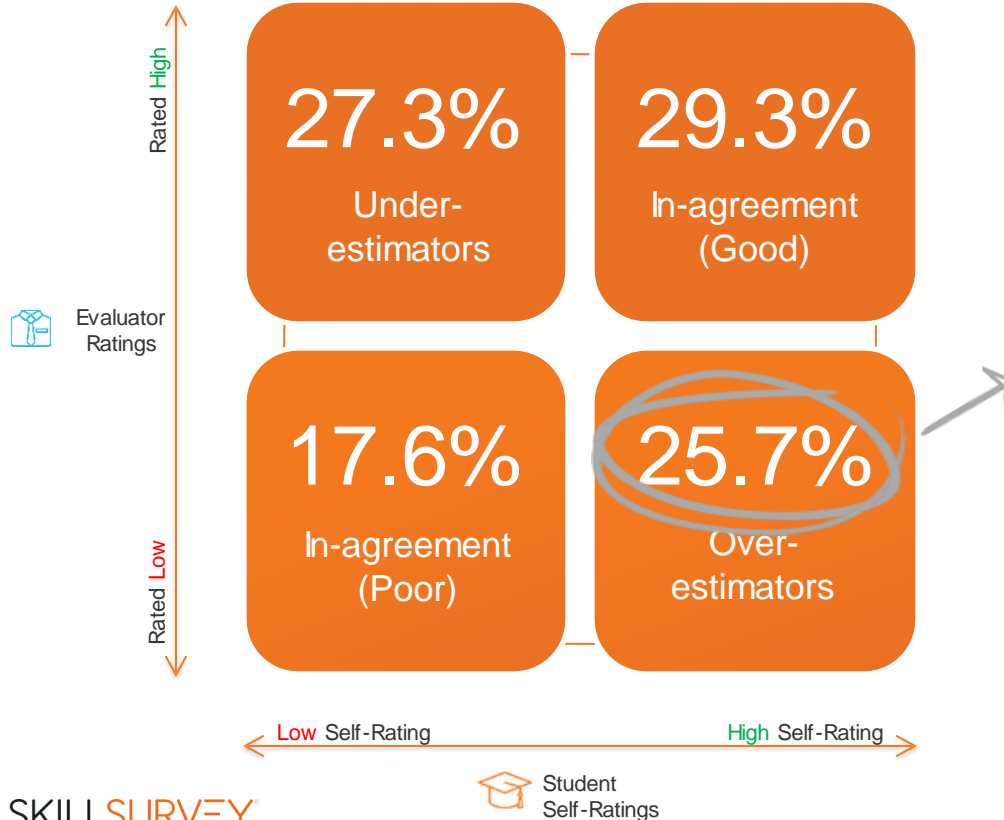 Rated High
27.3%
Under-
estimators
29.3%
In-agreement
(Good)
Evaluator
Ratings
17.6%
In-agreement
(Poor)
25.7%
Over-
estimators
Rated Low
Low Self-Rating
High Self-Rating
Student
Self-Ratings
SKILLSURVEY®